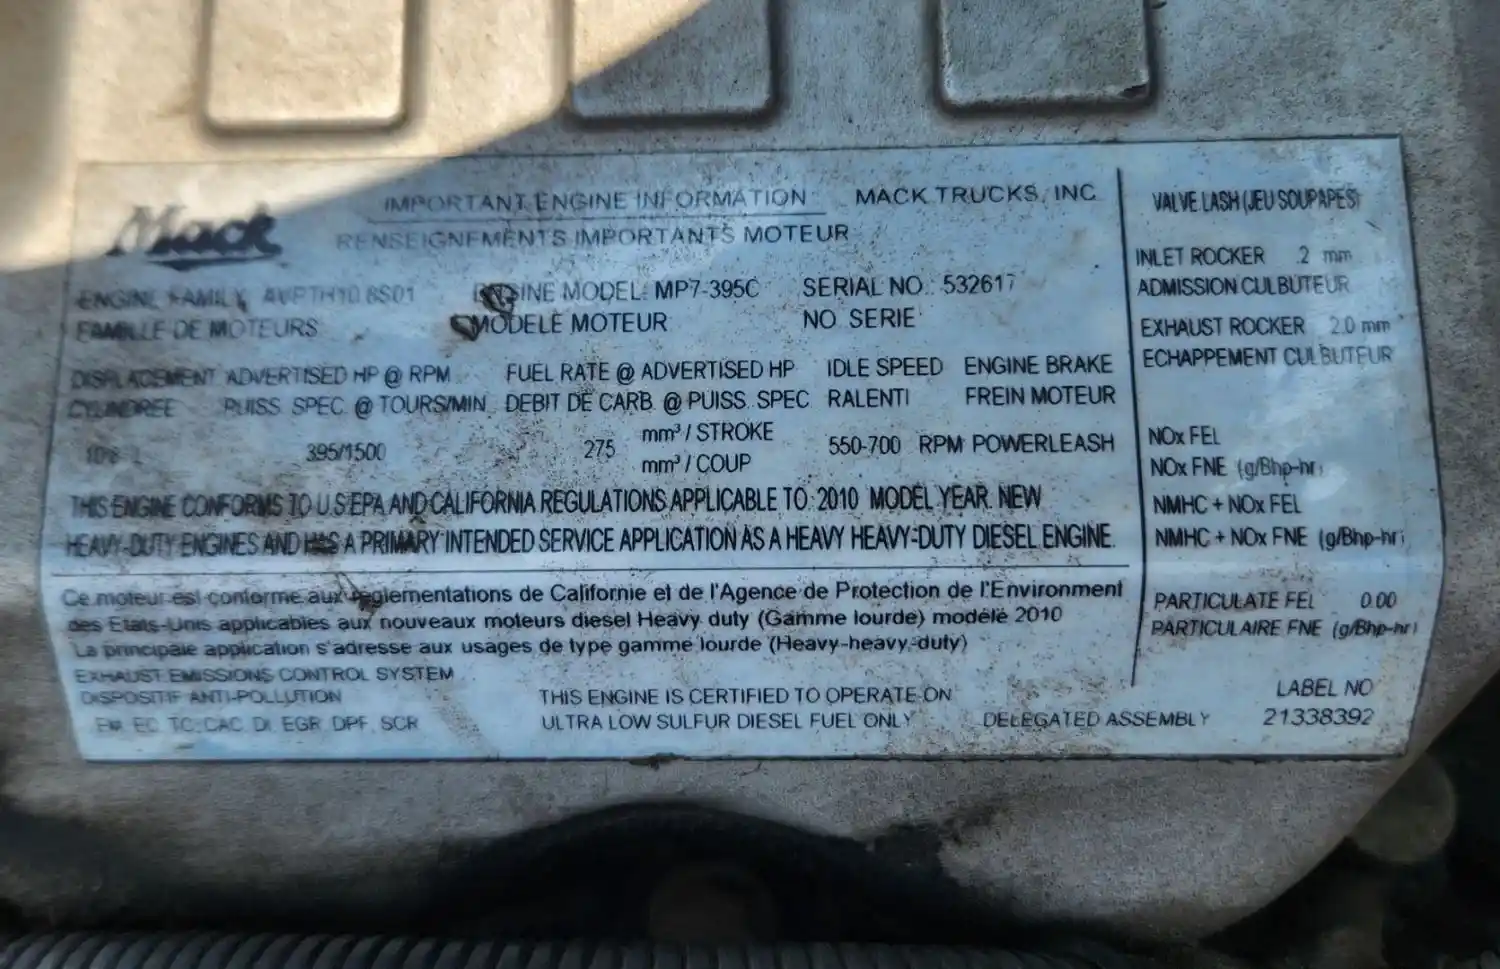 Mack
IMPORTANT ENGINE INFORMATION
MACK TRUCKS, INC.
RENSEIGNEMENTS IMPORTANTS MOTEUR
ENGINE FAMILY
ENGINE MODEL: MP7-395C
SERIAL NO.: 532617
FAMILLE DE MOTEURS
MODELE MOTEUR
NO SERIE
DISPLACEMENT ADVERTISED HP @ RPM
FUEL RATE @ ADVERTISED HP
IDLE SPEED
ENGINE BRAKE
CYLINDREE
PUISS. SPEC. @ TOURS/MIN.
DEBIT DE CARB. @ PUISS. SPEC.
RALENTI
FREIN MOTEUR
395/1500
275
mm³ / STROKE
mm³ / COUP
550-700 RPM
POWERLEASH
THIS ENGINE CONFORMS TO U.S EPA AND CALIFORNIA REGULATIONS APPLICABLE TO: 2010 MODEL YEAR. NEW
HEAVY-DUTY ENGINES AND HAS A PRIMARY INTENDED SERVICE APPLICATION AS A HEAVY HEAVY-DUTY DIESEL ENGINE.
Ce moteur est conforme aux reglementations de Californie et de l'Agence de Protection de l'Environment
des Etats-Unis applicables aux nouveaux moteurs diesel Heavy duty (Gamme lourde) modéle 2010
La principale application s'adresse aux usages de type gamme lourde (Heavy-heavy-duty)
EXHAUST EMISSIONS CONTROL SYSTEM
DISPOSITIF ANTI-POLLUTION
EC, TC, CAC, DI, EGR, DPF, SCR
THIS ENGINE IS CERTIFIED TO OPERATE ON
ULTRA LOW SULFUR DIESEL FUEL ONLY
DELEGATED ASSEMBLY
VALVE LASH (JEU SOUPAPES)
INLET ROCKER .2 mm
ADMISSION CULBUTEUR
EXHAUST ROCKER 2.0 mm
ECHAPPEMENT CULBUTEUR
NOx FEL
NOx FNE (g/Bhp-hr)
NMHC + NOx FEL
NMHC + NOx FNE (g/Bhp-hr)
PARTICULATE FEL 0.00
PARTICULAIRE FNE (g/Bhp-hr)
LABEL NO
21338392